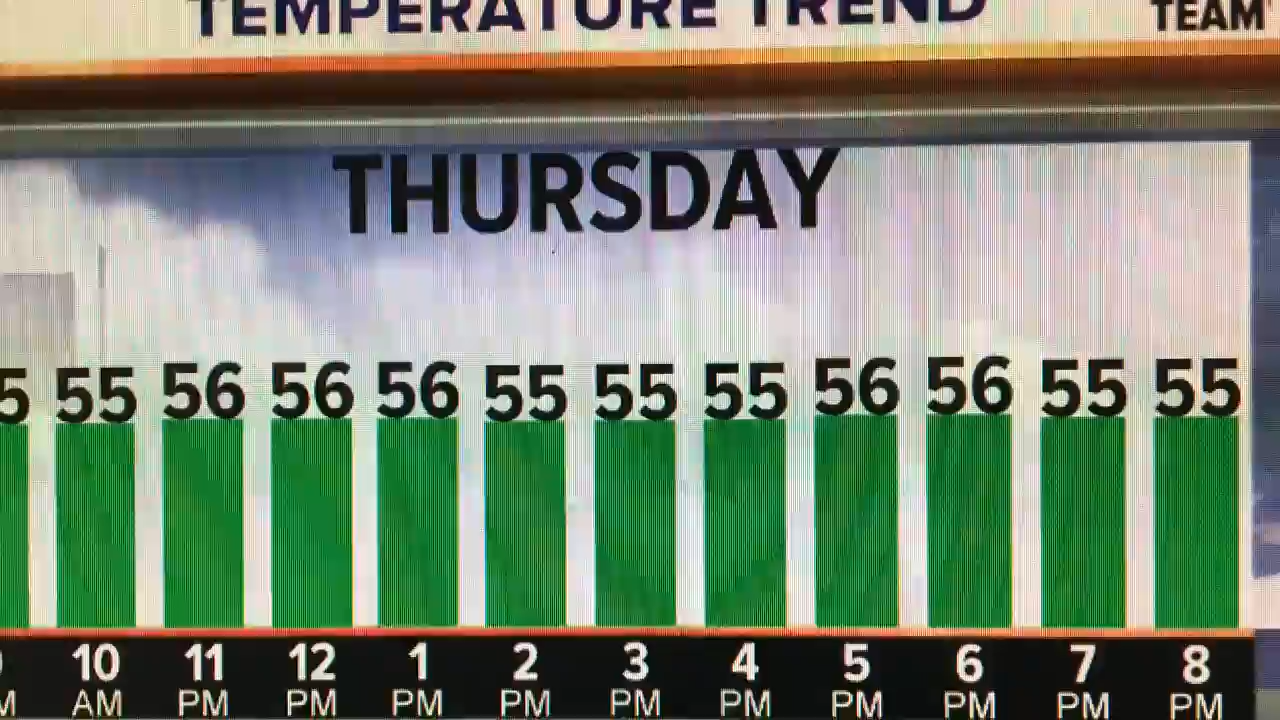 TEMPERATURE TREND
TEAM
THURSDAY
5 55 56 56 56 55 55 55 56 56 55 55
10 11 12 1 2 3 4 5 6 7 8
M AM PM PM PM PM PM PM PM PM PM PM